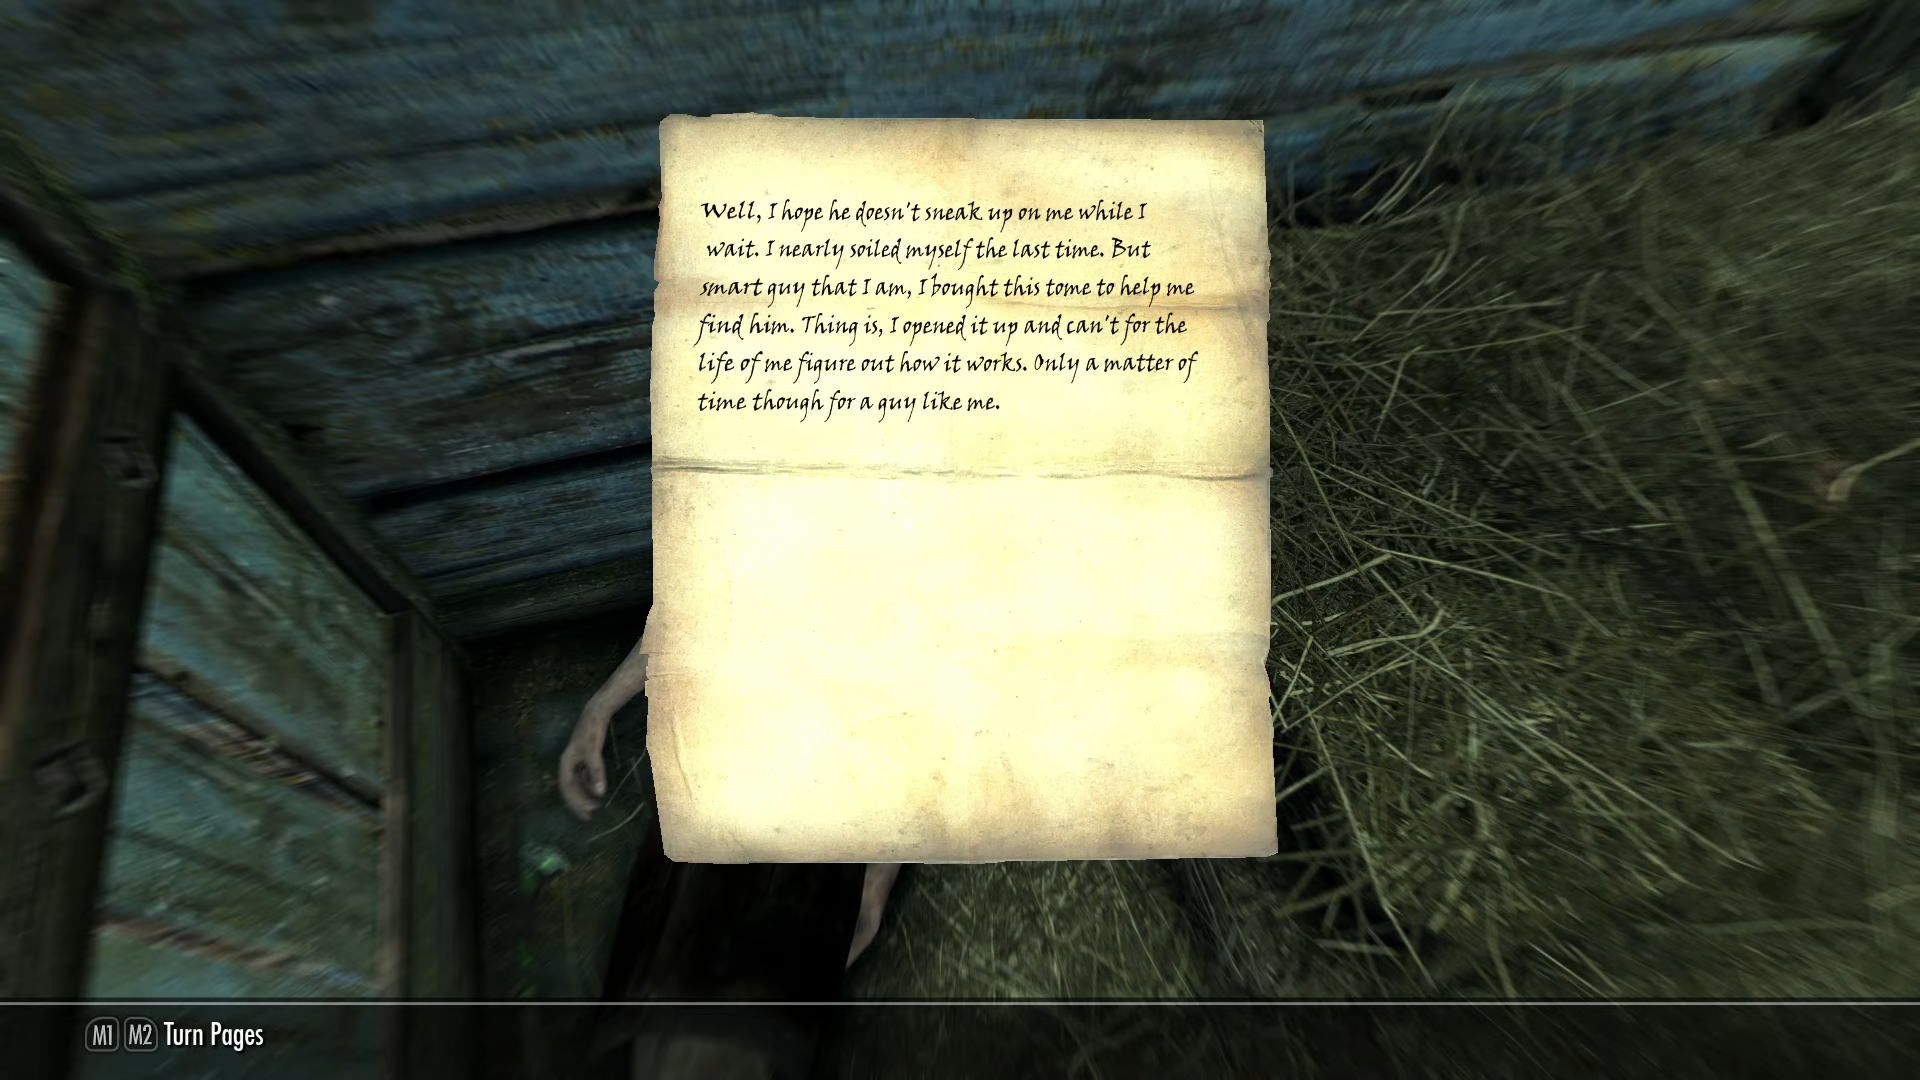 Well, I hope he doesn't sneak up on me while I
wait. I nearly soiled myself the last time. But
smart guy that I am, I bought this tome to help me
find him. Thing is, I opened it up and can't for the
life of me figure out how it works. Only a matter of
time though for a guy like me.
M1 M2 Turn Pages